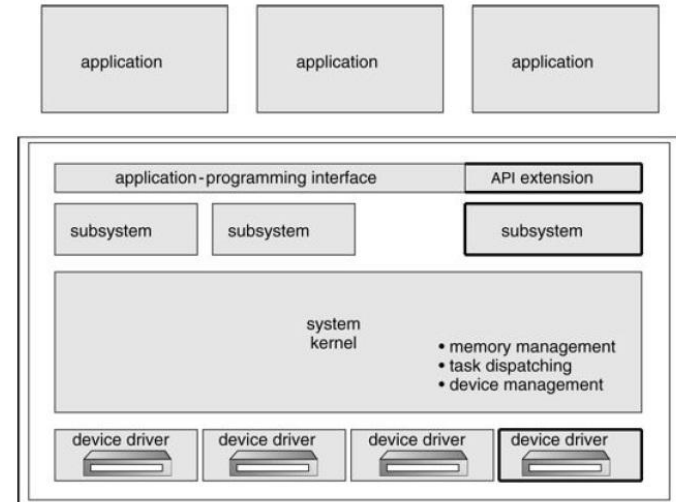 application
application
application
application-programming interface
API extension
subsystem
subsystem
subsystem
system
kernel
• memory management
• task dispatching
• device management
device driver
device driver
device driver
device driver